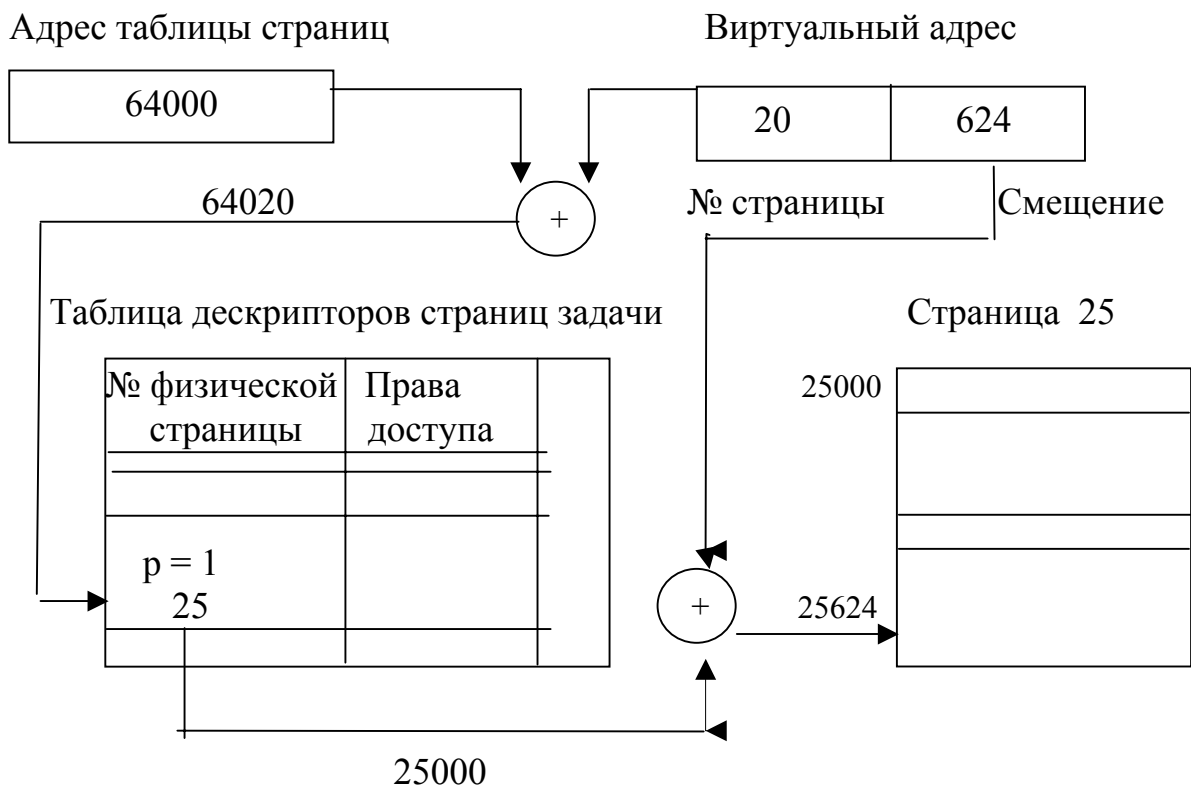 Адрес таблицы страниц
Виртуальный адрес
64000
20
624
64020
+
№ страницы
Смещение
Таблица дескрипторов страниц задачи
Страница 25
№ физической
страницы
Права
доступа
25000
p = 1
25
+
25624
25000